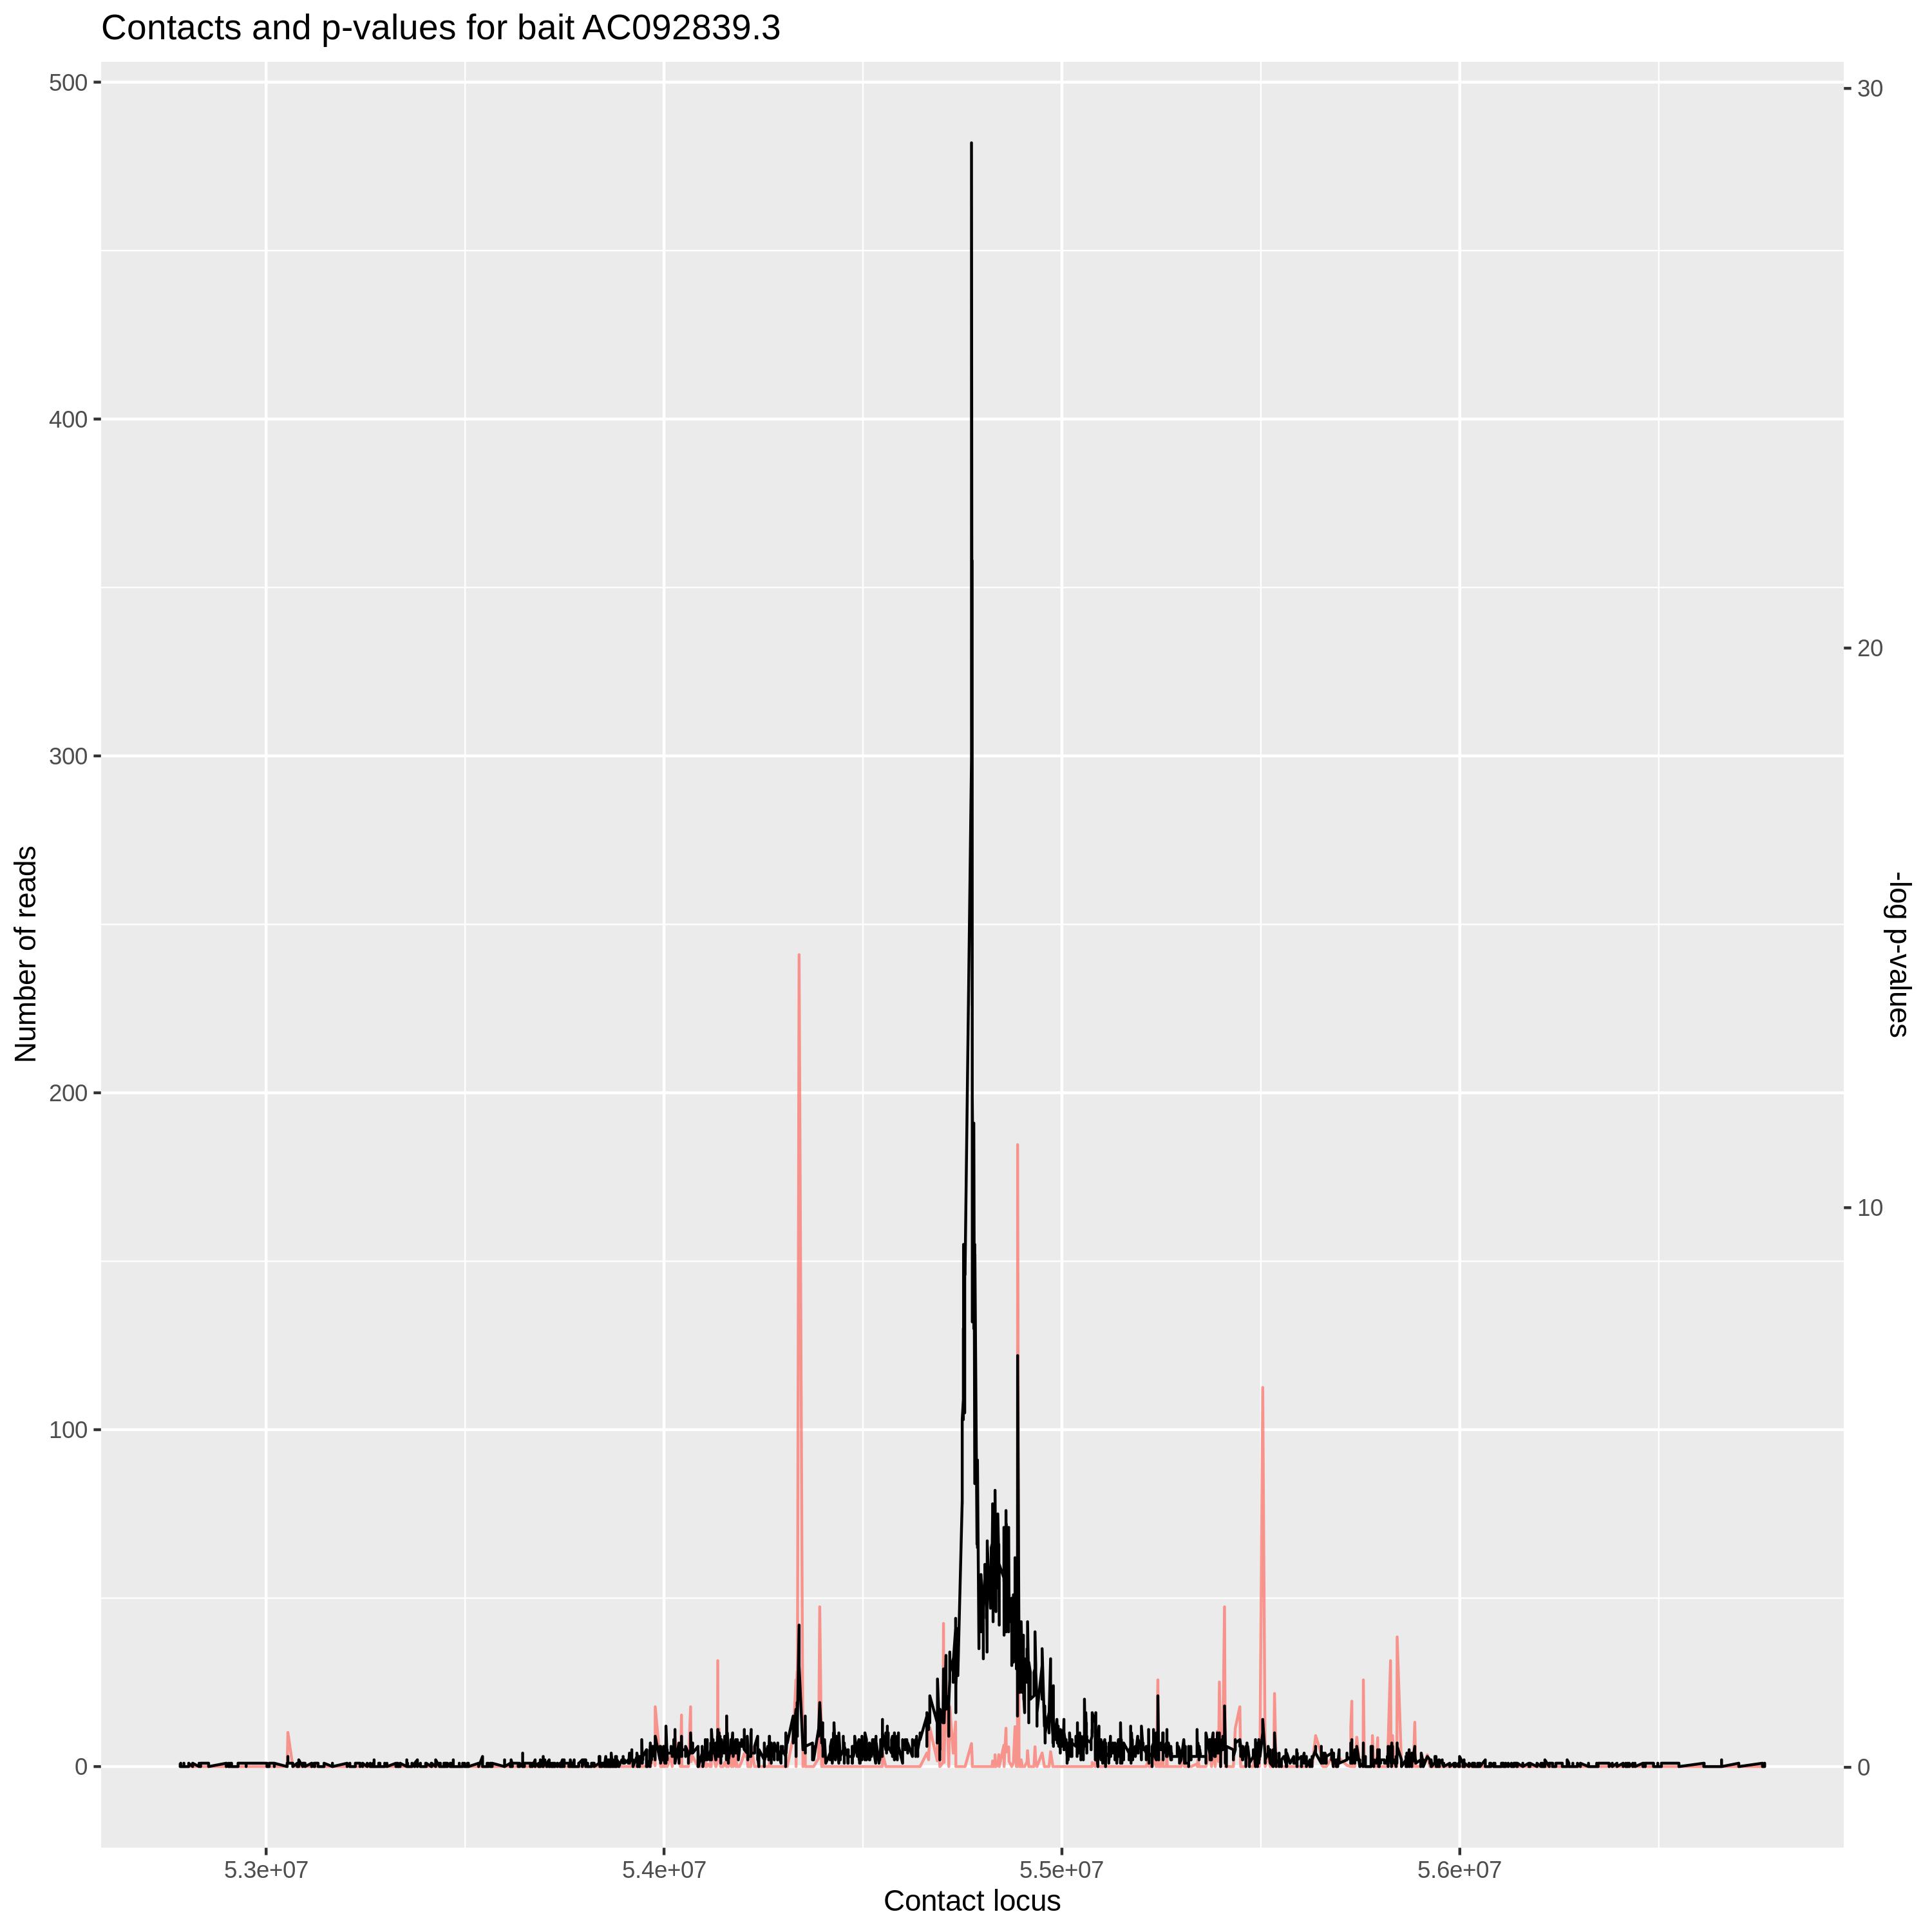 Contacts and p-values for bait AC092839.3
500
400
300
200
100
0
Number of reads
30
20
10
0
-log p-values
5.3e+07
5.4e+07
5.5e+07
5.6e+07
Contact locus